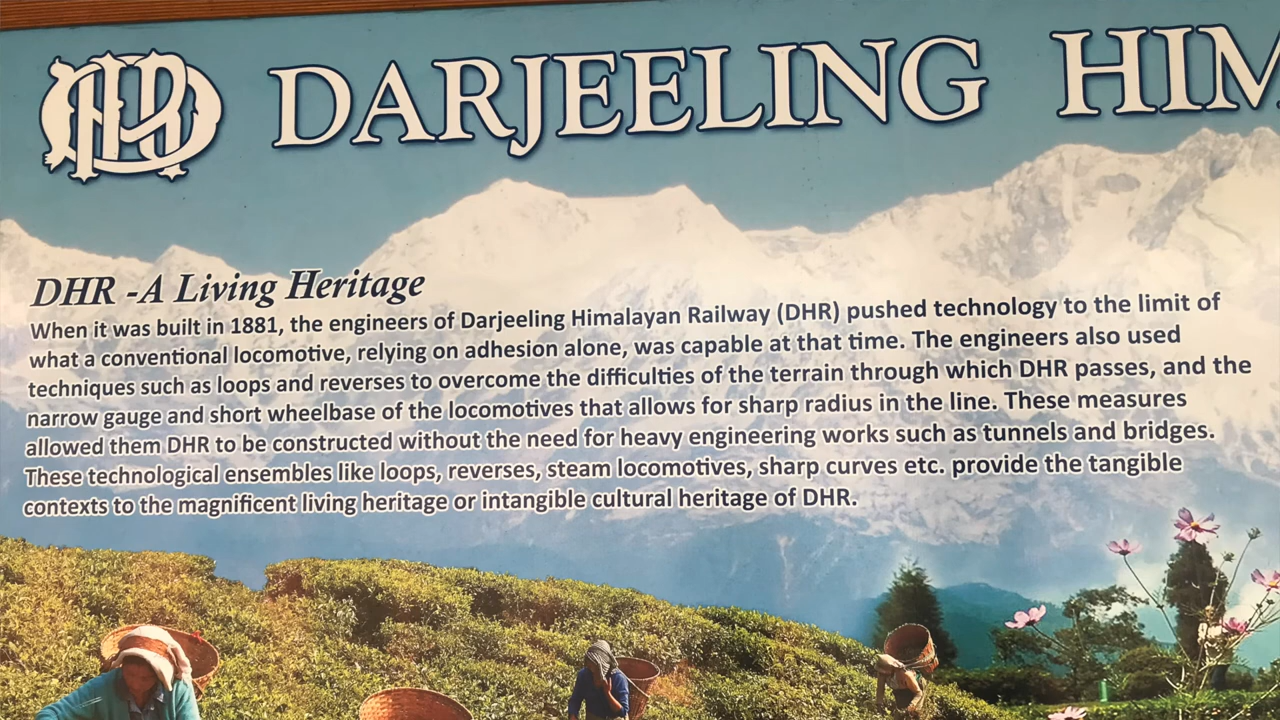 DHR DARJEELING HIM
DHR -A Living Heritage
When it was built in 1881, the engineers of Darjeeling Himalayan Railway (DHR) pushed technology to the limit of
what a conventional locomotive, relying on adhesion alone, was capable at that time. The engineers also used
techniques such as loops and reverses to overcome the difficulties of the terrain through which DHR passes, and the
narrow gauge and short wheelbase of the locomotives that allows for sharp radius in the line. These measures
allowed them DHR to be constructed without the need for heavy engineering works such as tunnels and bridges.
These technological ensembles like loops, reverses, steam locomotives, sharp curves etc. provide the tangible
contexts to the magnificent living heritage or intangible cultural heritage of DHR.